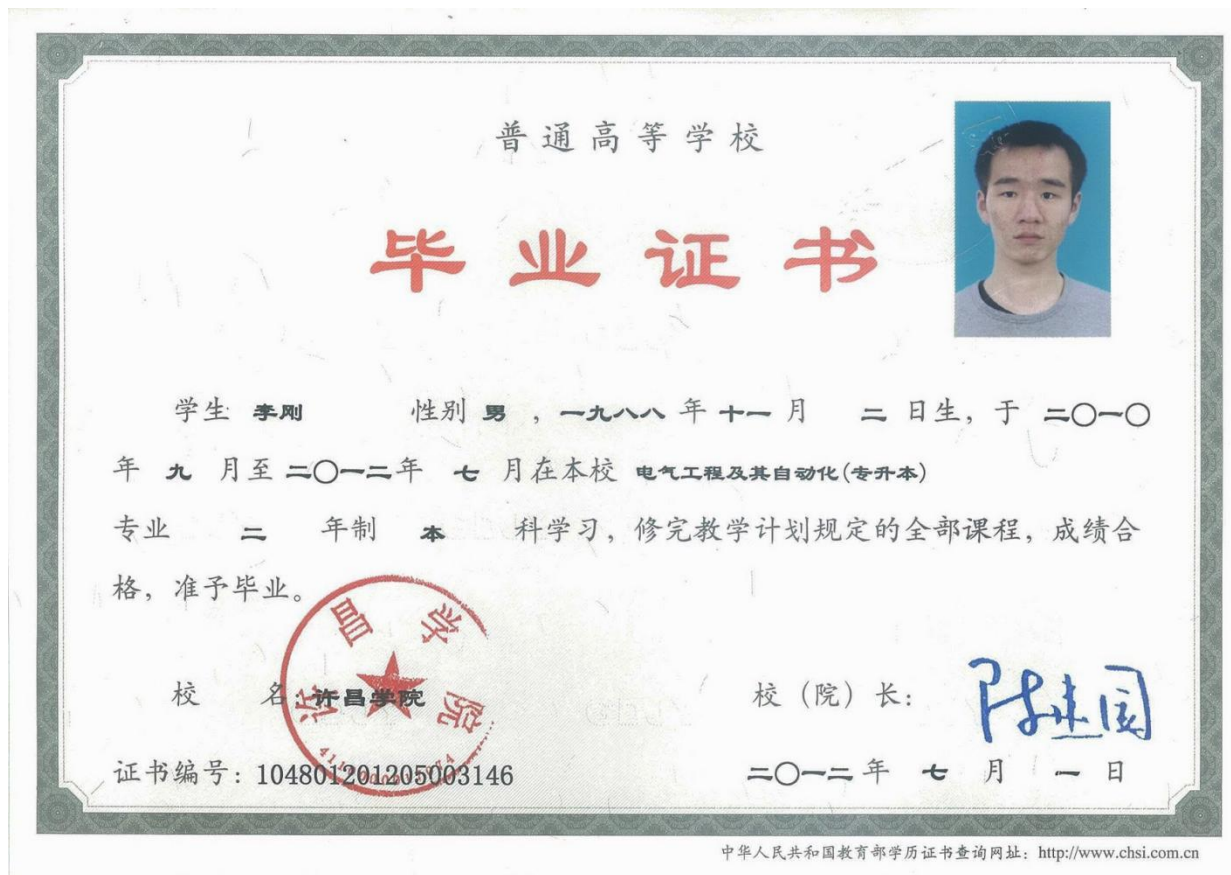 普通高等学校
毕业证书
学生 李刚 性别 男 ，一九八八 年 十一 月 二 日生，于 二〇一〇
年 九 月至 二〇一二 年 七 月在本校 电气工程及其自动化(专升本)
专业 二 年制 本 科学习，修完教学计划规定的全部课程，成绩合
格，准予毕业。
许昌学院
校 名：许昌学院 校（院）长：
证书编号：104801201205003146 二〇一二 年 七 月 一 日
中华人民共和国教育部学历证书查询网址：http://www.chsi.com.cn